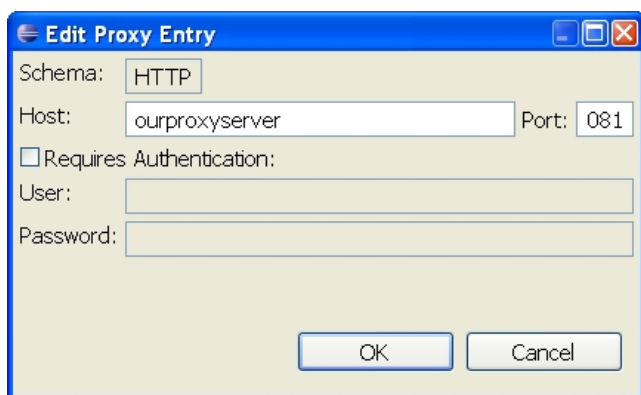 Edit Proxy Entry
Schema: HTTP
Host: ourproxyserver Port: 081
Requires Authentication:
User:
Password:
OK Cancel